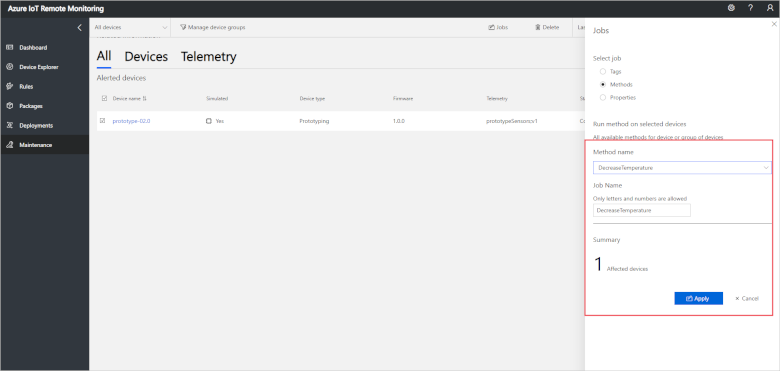 Azure IoT Remote Monitoring
All devices
Manage device groups
Jobs
Delete
Las
Dashboard
Device Explorer
Rules
Packages
Deployments
Maintenance
All Devices Telemetry
Alerted devices
Device name Simulated Device type Firmware Telemetry
prototype-02.0 Yes Prototyping 1.0.0 prototypeSensorcv1
Jobs
Select job
Tags
Methods
Properties
Run method on selected devices
All available methods for device or group of devices
Method name
DecreaseTemperature
Job Name
Only letters and numbers are allowed
DecreaseTemperature
Summary
1 Affected devices
Apply
Cancel